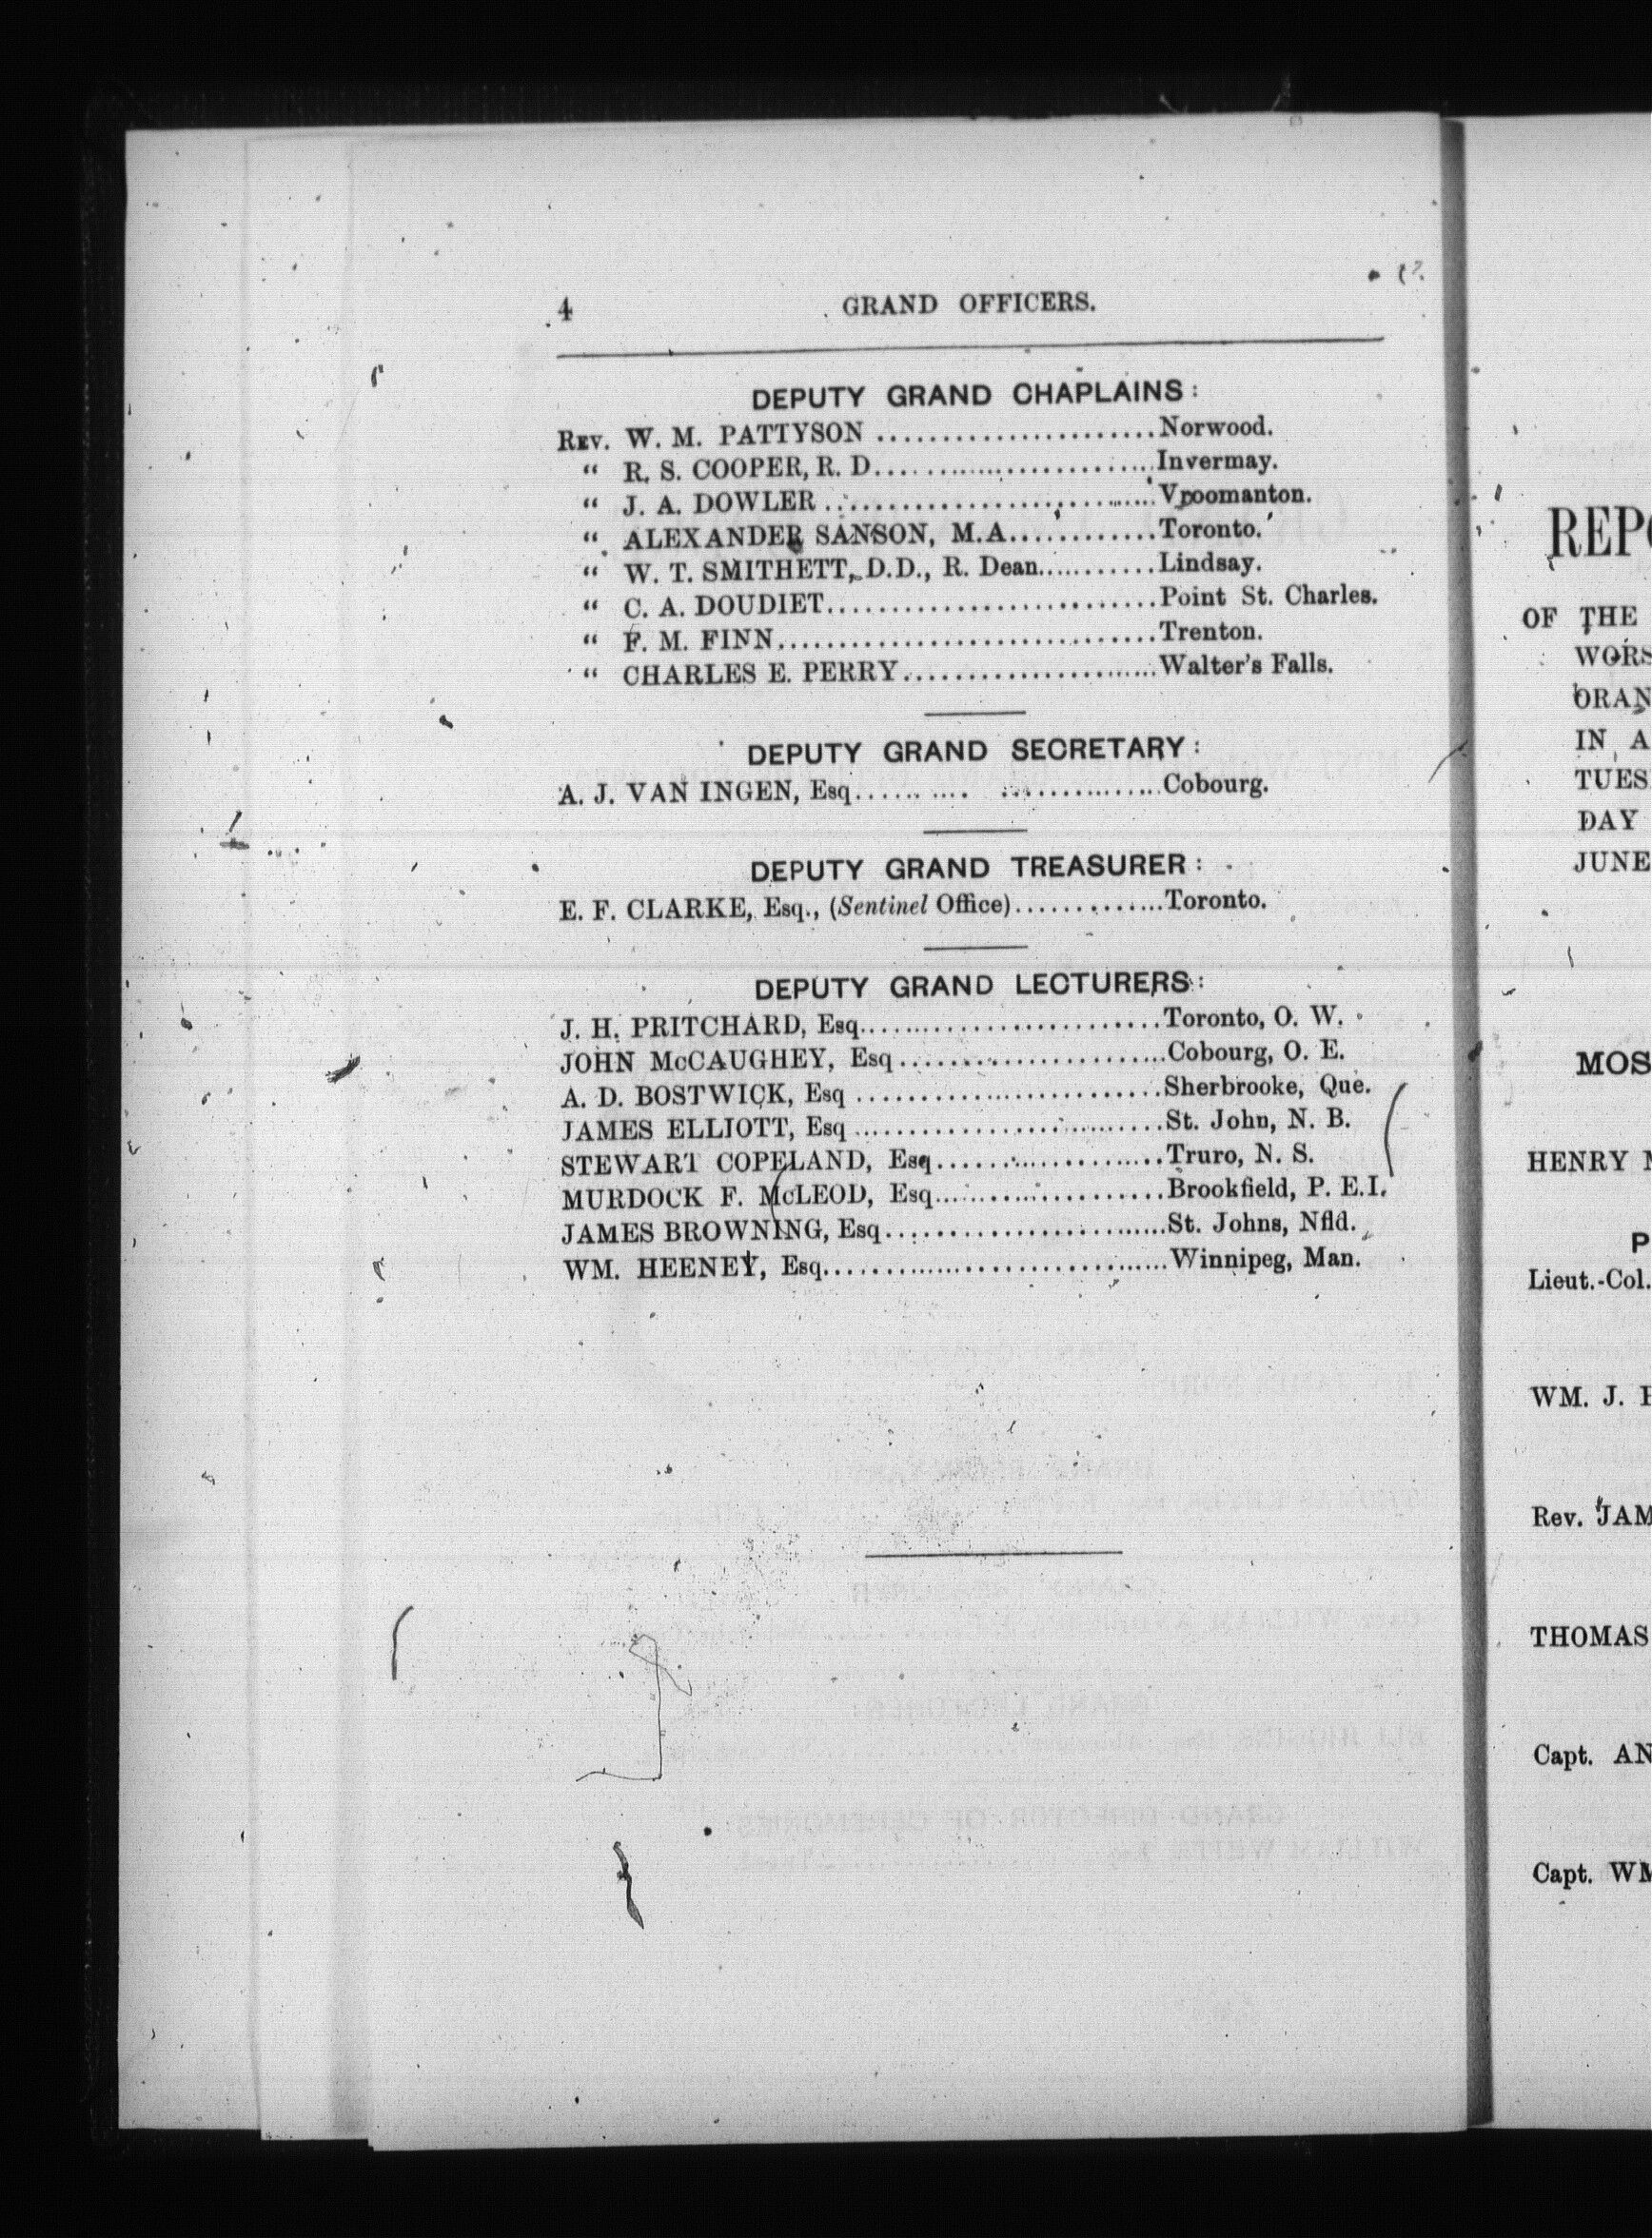 4 GRAND OFFICERS.
DEPUTY GRAND CHAPLAINS:
REV. W. M. PATTYSON ......................Norwood.
“ R. S. COOPER, R. D......................Invermay.
“ J. A. DOWLER ..........................Vroomanton.
“ ALEXANDER SANSON, M.A............Toronto.
“ W. T. SMITHETT, D.D., R. Dean...........Lindsay.
“ C. A. DOUDIET..........................Point St. Charles.
“ F. M. FINN..............................Trenton.
“ CHARLES E. PERRY....................Walter's Falls.
DEPUTY GRAND SECRETARY:
A. J. VAN INGEN, Esq......... .............Cobourg.
DEPUTY GRAND TREASURER:
E. F. CLARKE, Esq., (Sentinel Office)............Toronto.
DEPUTY GRAND LECTURERS:
J. H. PRITCHARD, Esq.......................Toronto, O. W.
JOHN McCAUGHEY, Esq.....................Cobourg, O. E.
A. D. BOSTWICK, Esq ........................Sherbrooke, Que.
JAMES ELLIOTT, Esq ........................St. John, N. B.
STEWART COPELAND, Esq..................Truro, N. S.
MURDOCK F. McLEOD, Esq..................Brookfield, P. E.I.
JAMES BROWNING, Esq......................St. Johns, Nfld.
WM. HEENEY, Esq...........................Winnipeg, Man.
REPO
OF THE
WORS
ORAN
IN A
TUES
DAY
JUNE
MOS
HENRY M
P
Lieut.-Col.
WM. J.
Rev. JAM
THOMAS
Capt. AN
Capt. WM